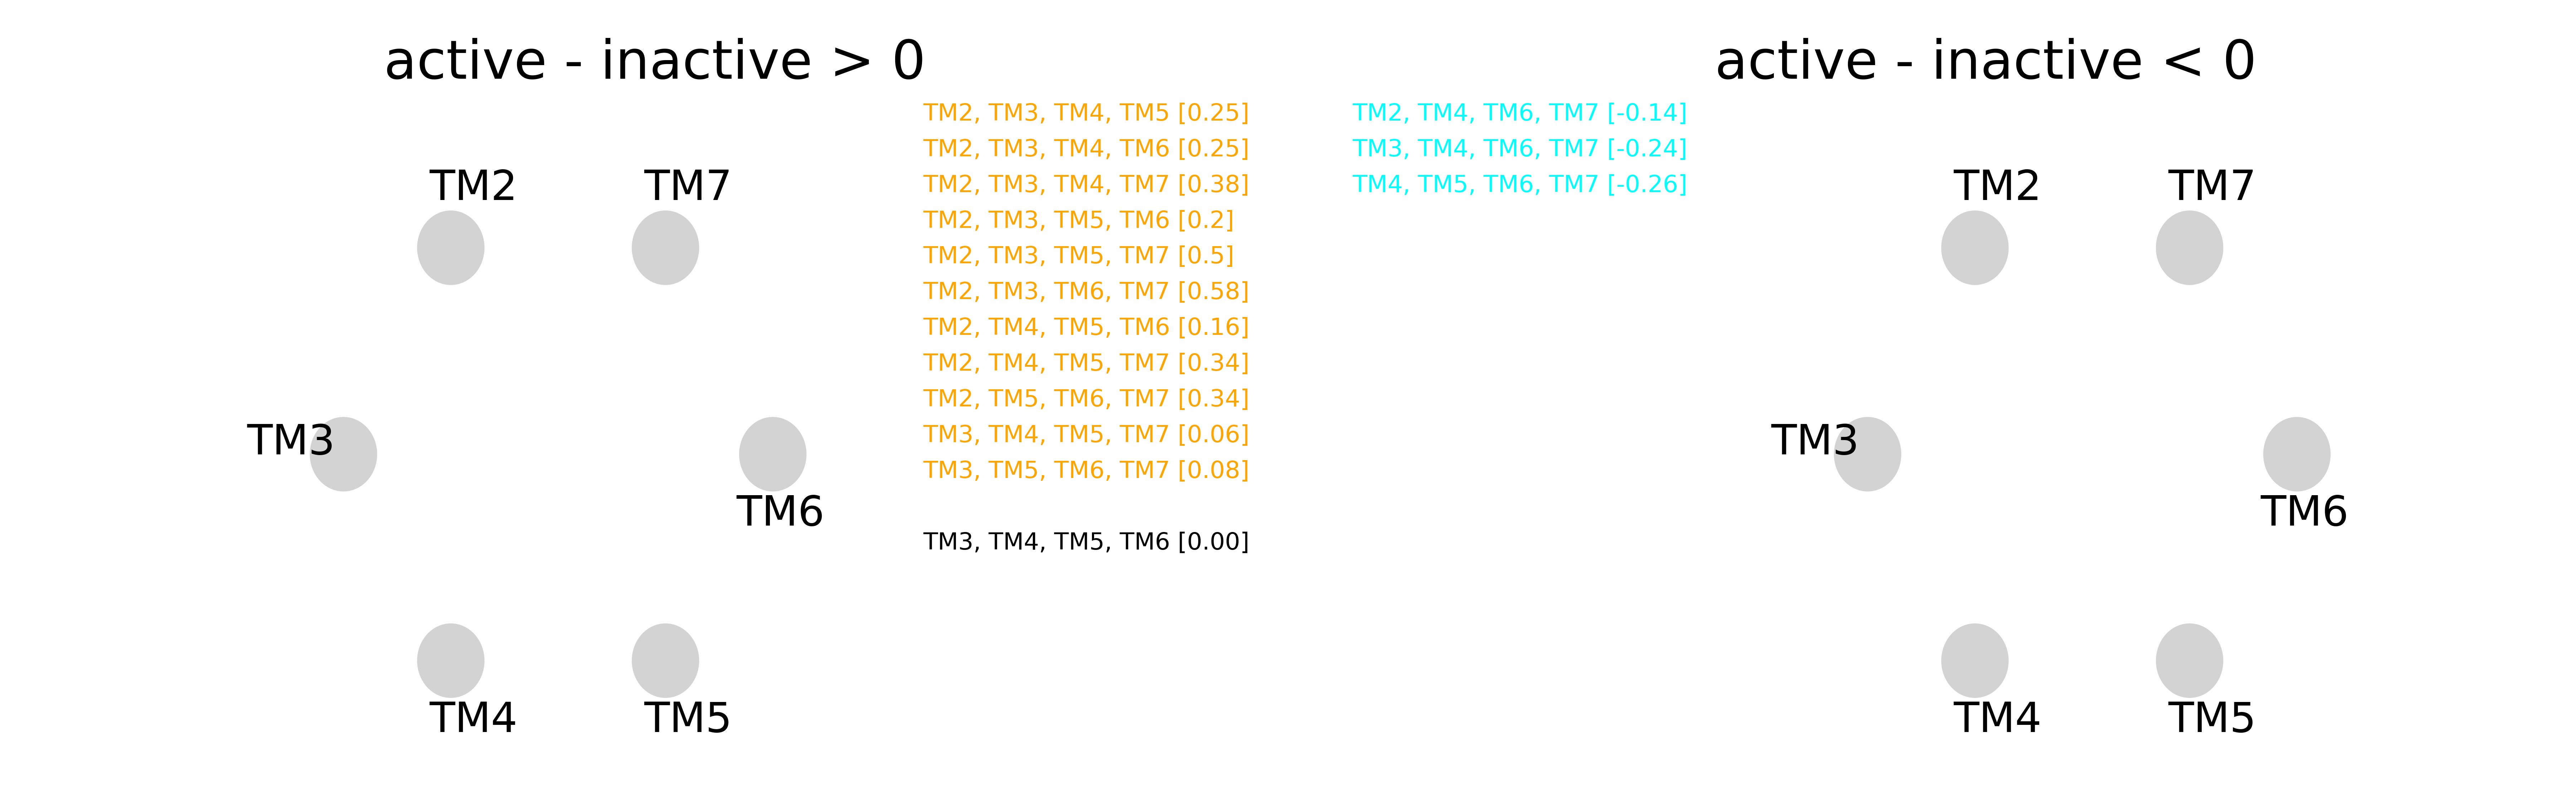 active - inactive > 0
active - inactive < 0
TM2, TM3, TM4, TM5 [0.25]
TM2, TM3, TM4, TM6 [0.25]
TM2, TM3, TM4, TM7 [0.38]
TM2, TM3, TM5, TM6 [0.2]
TM2, TM3, TM5, TM7 [0.5]
TM2, TM3, TM6, TM7 [0.58]
TM2, TM4, TM5, TM6 [0.16]
TM2, TM4, TM5, TM7 [0.34]
TM2, TM5, TM6, TM7 [0.34]
TM3, TM4, TM5, TM7 [0.06]
TM3, TM5, TM6, TM7 [0.08]
TM3, TM4, TM5, TM6 [0.00]
TM2, TM4, TM6, TM7 [-0.14]
TM3, TM4, TM6, TM7 [-0.24]
TM4, TM5, TM6, TM7 [-0.26]
TM2
TM7
TM3
TM6
TM4
TM5
TM2
TM7
TM3
TM6
TM4
TM5